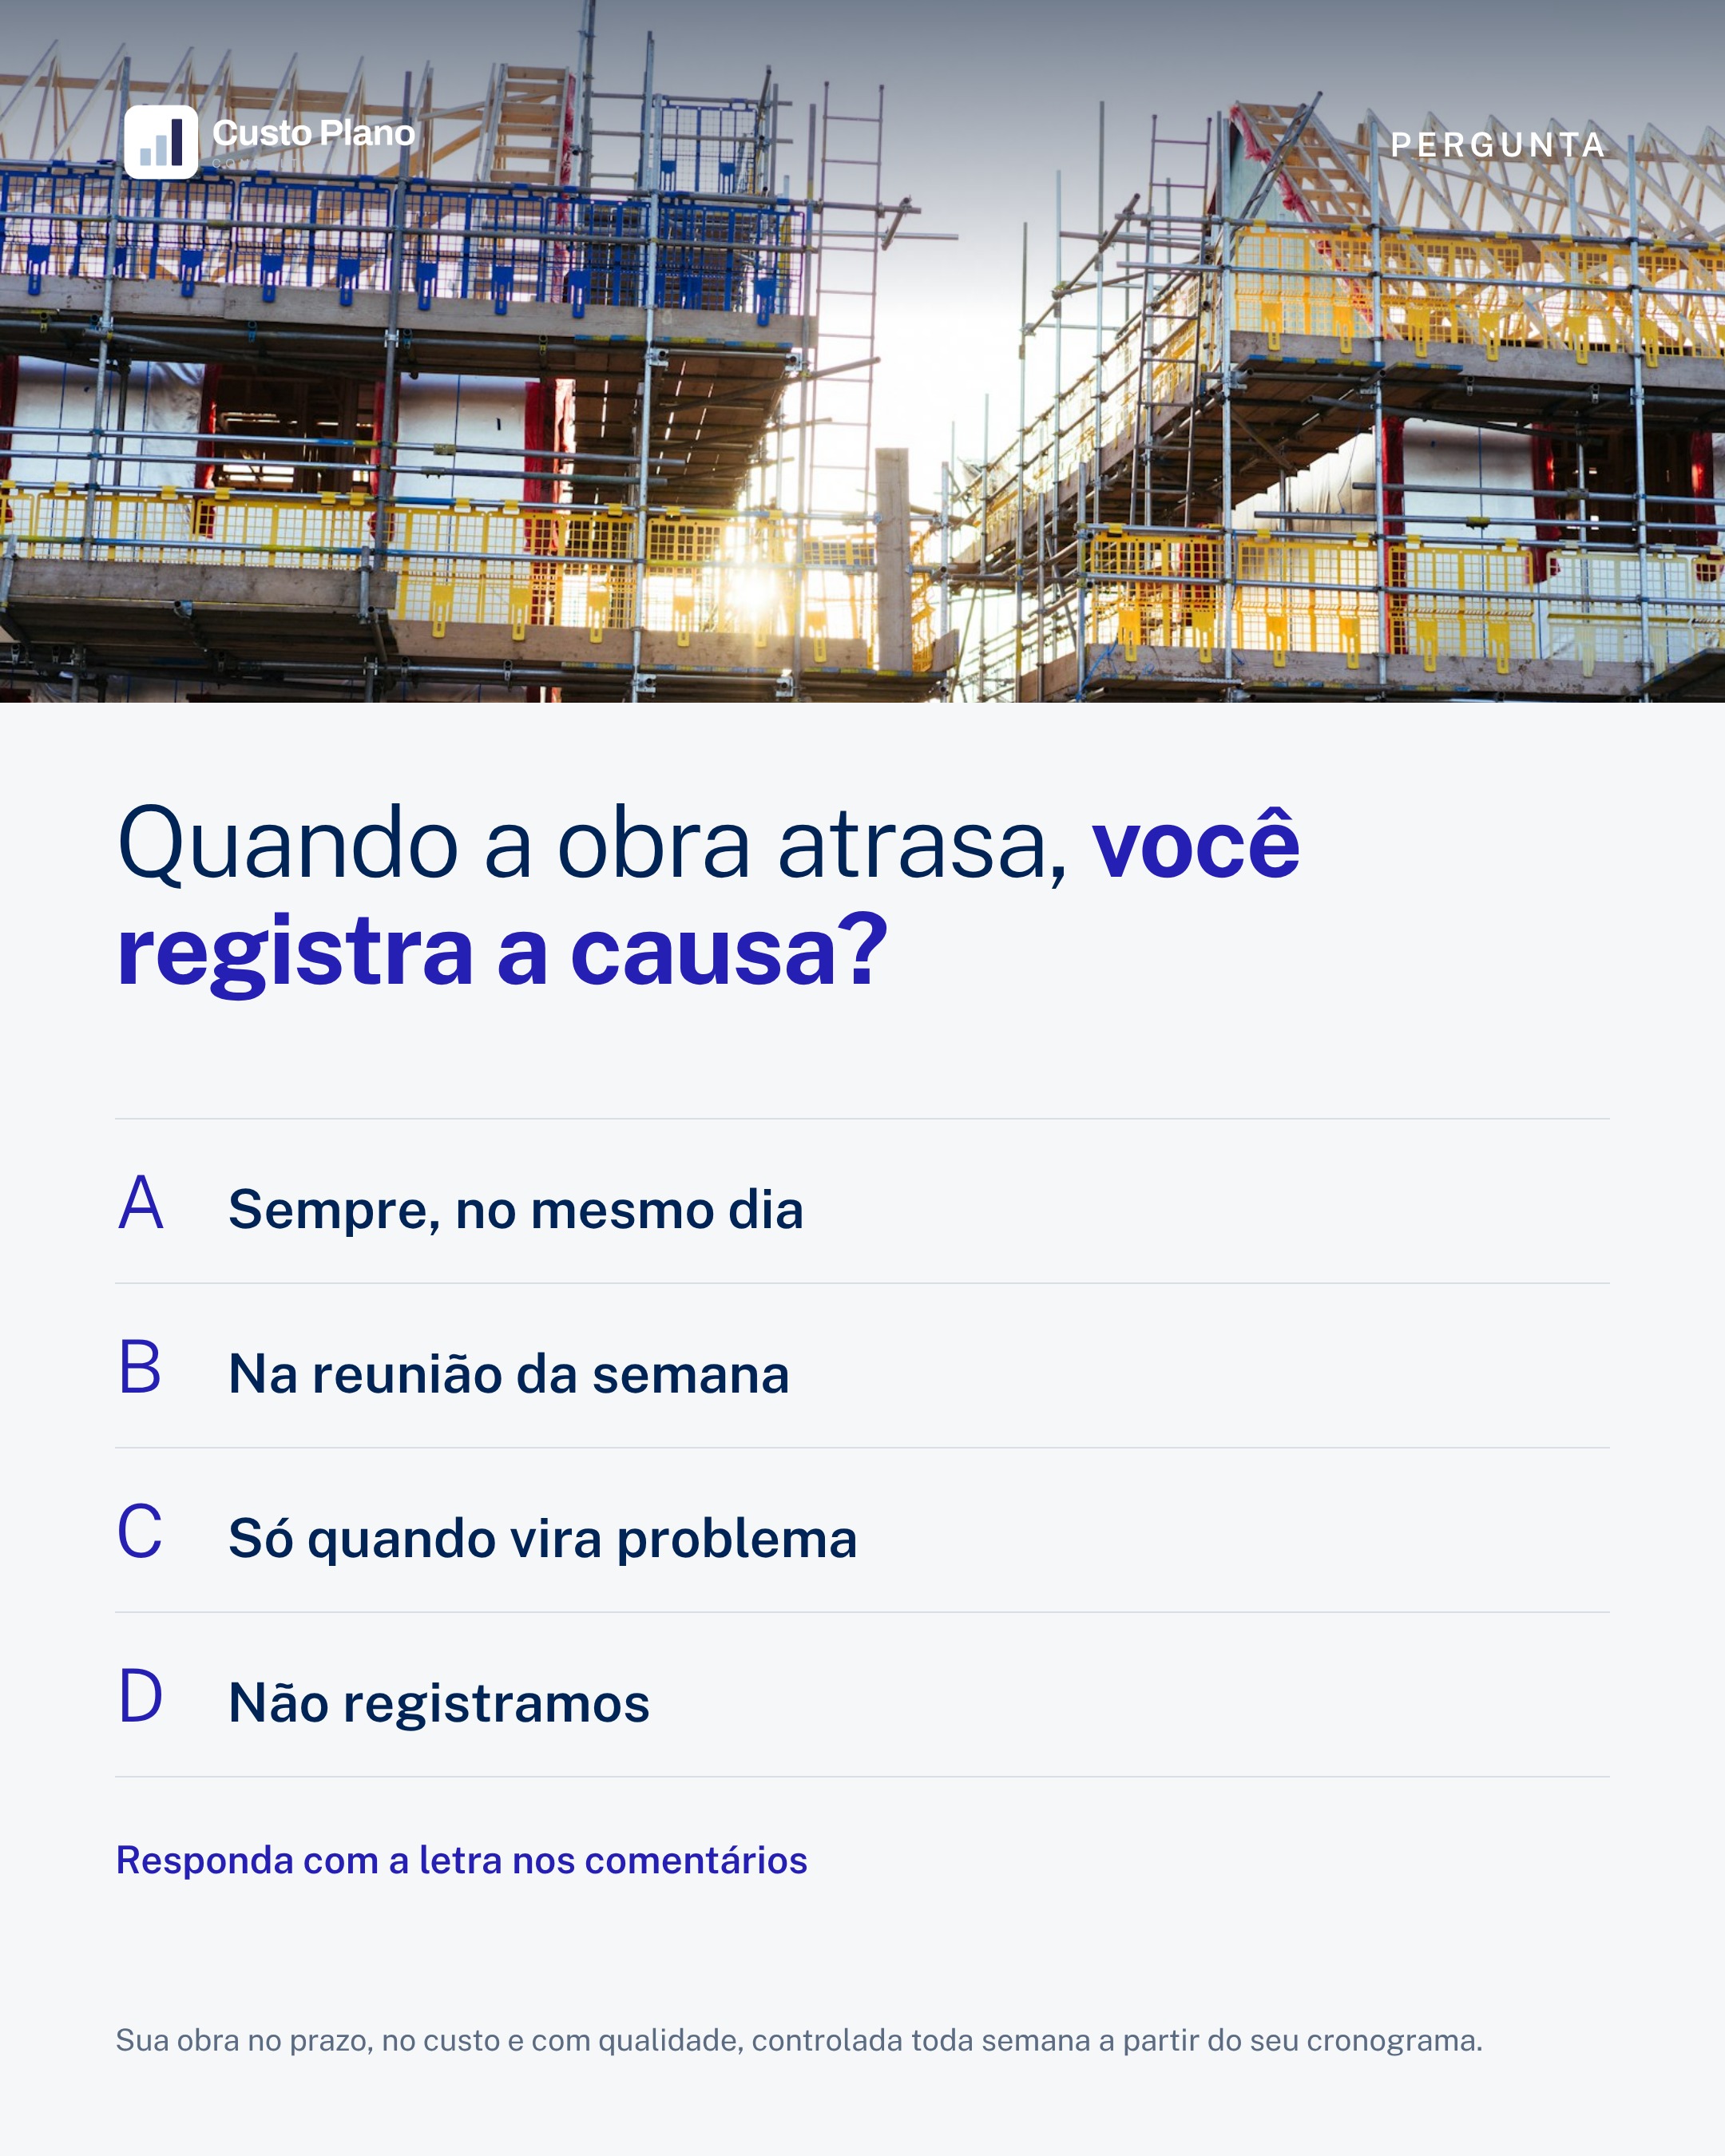 Custo Plano
PERGUNTA
Quando a obra atrasa, você
registra a causa?
A Sempre, no mesmo dia
B Na reunião da semana
C Só quando vira problema
D Não registramos
Responda com a letra nos comentários
Sua obra no prazo, no custo e com qualidade, controlada toda semana a partir do seu cronograma.